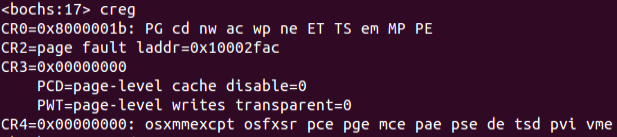 <bochs:17> creg
CR0=0x8000001b: PG cd nw ac wp ne ET TS em MP PE
CR2=page fault laddr=0x10002fac
CR3=0x00000000
    PCD=page-level cache disable=0
    PWT=page-level writes transparent=0
CR4=0x00000000: osxmmexcpt osfxsr pce pge mce pae pse de tsd pvi vme